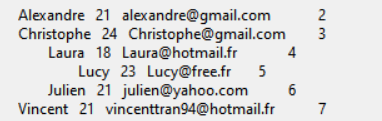 Alexandre 21 alexandre@gmail.com 2
Christophe 24 Christophe@gmail.com 3
Laura 18 Laura@hotmail.fr 4
Lucy 23 Lucy@free.fr 5
Julien 21 julien@yahoo.com 6
Vincent 21 vincenttran94@hotmail.fr 7